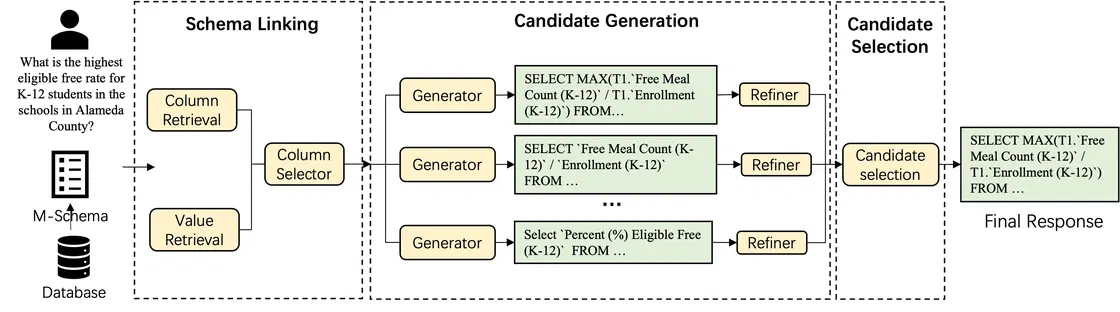 What is the highest
eligible free rate for
K-12 students in the
schools in Alameda
County?
M-Schema
Database
Schema Linking
Column
Retrieval
Value
Retrieval
Column
Selector
Candidate Generation
Generator
SELECT MAX(T1.`Free Meal
Count (K-12)` / T1.`Enrollment
(K-12)`) FROM…
Refiner
Generator
SELECT `Free Meal Count (K-
12)` / `Enrollment (K-12)`
FROM …
Refiner
...
Generator
Select `Percent (%) Eligible Free
(K-12)` FROM …
Refiner
Candidate
Selection
Candidate
selection
SELECT MAX(T1.`Free
Meal Count (K-12)` /
T1.`Enrollment (K-12)`)
FROM …
Final Response